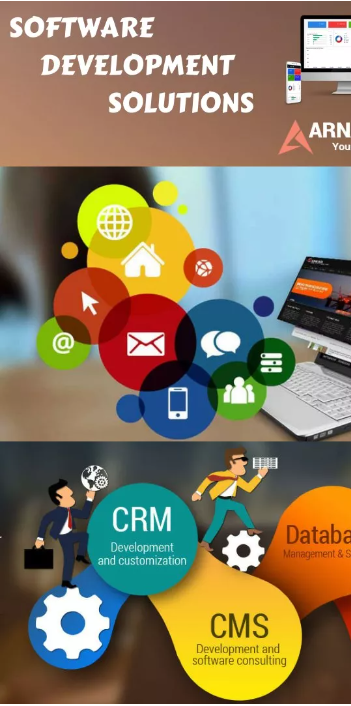 SOFTWARE
DEVELOPMENT
SOLUTIONS
ARN
You
@
CRM
Development
and customization
Databa
Management & S
CMS
Development and
software consulting